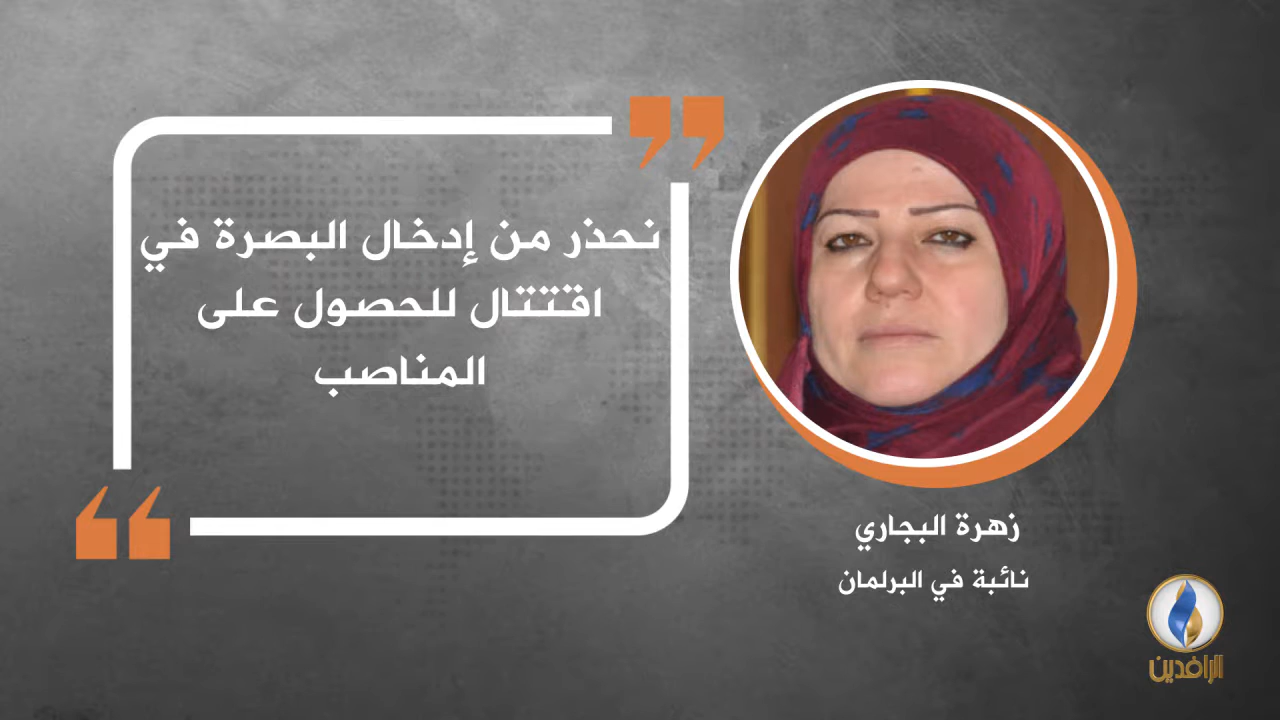 نحذر من إدخال البصرة في
اقتتال للحصول على
المناصب
زهرة البجاري
نائبة في البرلمان
الرافدين